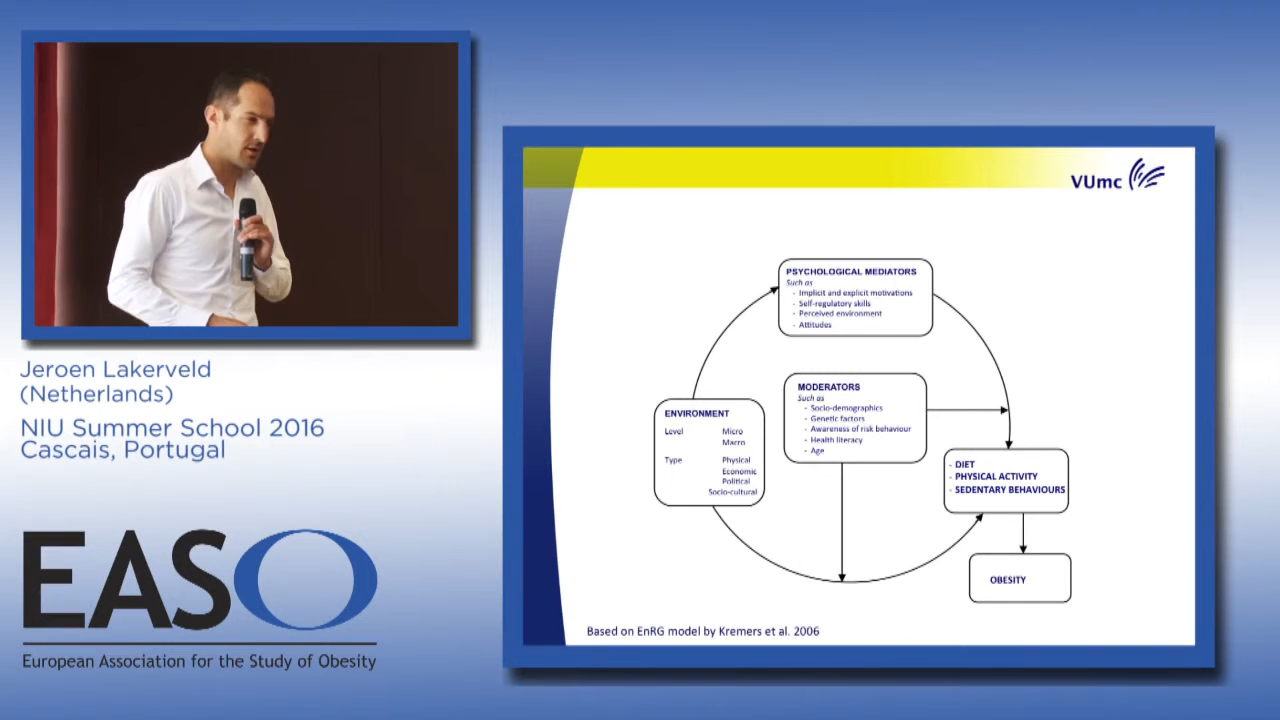 Jeroen Lakerveld
(Netherlands)
NIU Summer School 2016
Cascais, Portugal
EASO
European Association for the Study of Obesity
VUmc
PSYCHOLOGICAL MEDIATORS
Such as
- Implicit and explicit motivations
- Self-regulatory skills
- Perceived environment
- Attitudes
MODERATORS
Such as
- Socio-demographics
- Genetic factors
- Awareness of risk behaviour
- Health literacy
- Age
ENVIRONMENT
Level Micro
Macro
Type Physical
Economic
Political
Socio-cultural
- DIET
- PHYSICAL ACTIVITY
- SEDENTARY BEHAVIOURS
OBESITY
Based on EnRG model by Kremers et al. 2006